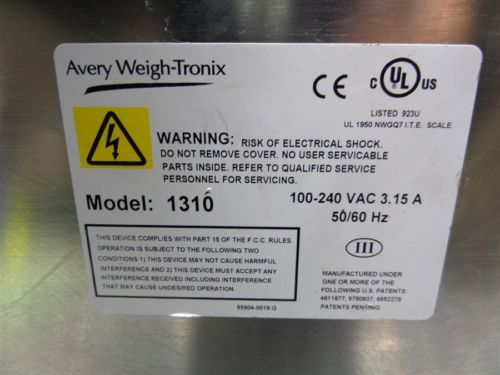 Avery Weigh-Tronix
CE
C UL US
LISTED 923U
UL 1950 NWGQ7 I.T.E. SCALE
WARNING: RISK OF ELECTRICAL SHOCK.
DO NOT REMOVE COVER. NO USER SERVICABLE
PARTS INSIDE. REFER TO QUALIFIED SERVICE
PERSONNEL FOR SERVICING.
Model: 1310
100-240 VAC 3.15 A
50/60 Hz
THIS DEVICE COMPLIES WITH PART 15 OF THE F.C.C. RULES.
OPERATION IS SUBJECT TO THE FOLLOWING TWO
CONDITIONS 1) THIS DEVICE MAY NOT CAUSE HARMFUL
INTERFERENCE AND 2) THIS DEVICE MUST ACCEPT ANY
INTERFERENCE RECEIVED INCLUDING INTERFERENCE
THAT MAY CAUSE UNDESIRED OPERATION.
III
MANUFACTURED UNDER
ONE OR MORE OF THE
FOLLOWING U.S. PATENTS:
4811677, 5780937, 4552279
PATENTS PENDING
55904-0019 G